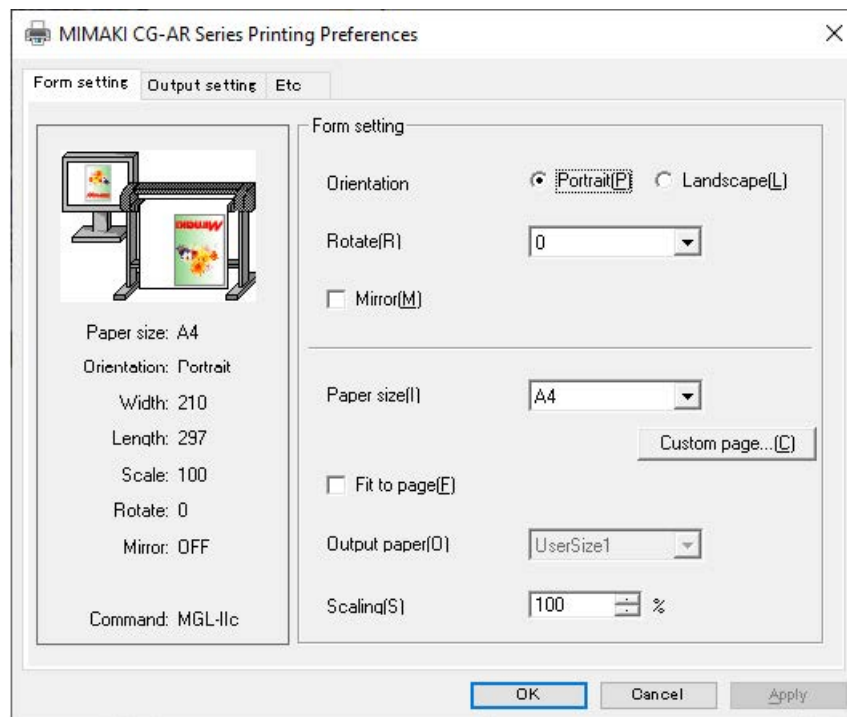 MIMAKI CG-AR Series Printing Preferences
Form setting Output setting Etc
Mimaki
Paper size: A4
Orientation: Portrait
Width: 210
Length: 297
Scale: 100
Rotate: 0
Mirror: OFF
Command: MGL-IIc
Form setting
Orientation Portrait(P) Landscape(L)
Rotate(R) 0
Mirror(M)
Paper size(I) A4
Custom page...(C)
Fit to page(F)
Output paper(O) UserSize1
Scaling(S) 100 %
OK Cancel Apply